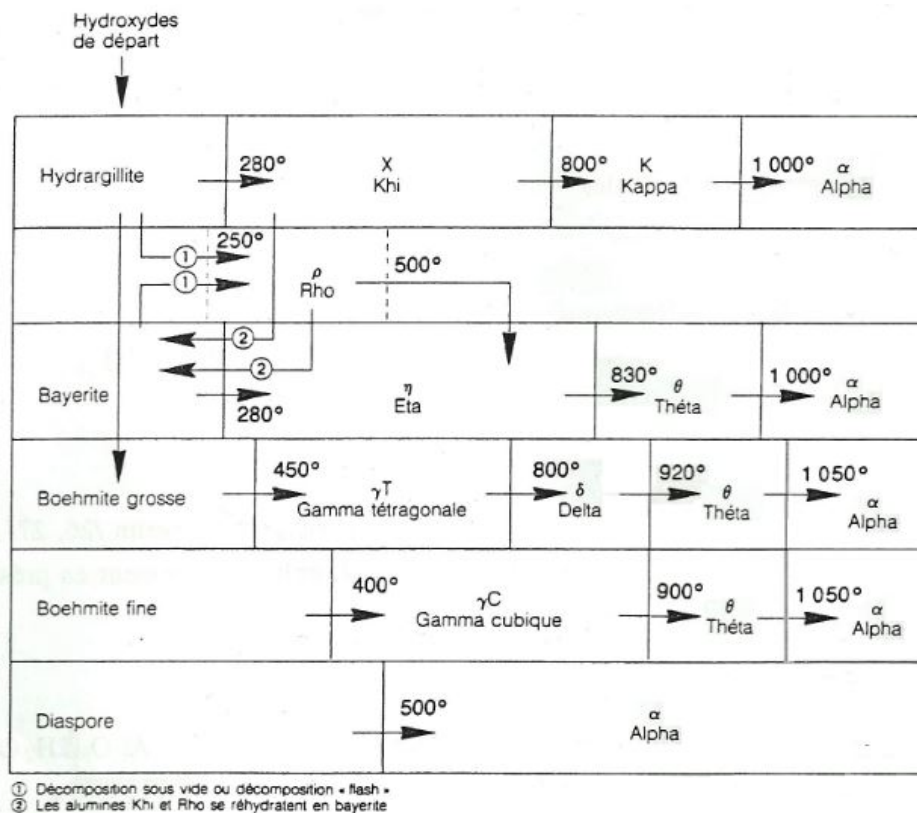 Hydroxydes
de départ
Hydrargillite
280°
X
Khi
800°
K
Kappa
1 000°
α
Alpha
①
250°
①
ρ
Rho
500°
②
②
Bayerite
280°
η
Eta
830°
θ
Théta
1 000°
α
Alpha
Boehmite grosse
450°
γT
Gamma tétragonale
800°
δ
Delta
920°
θ
Théta
1 050°
α
Alpha
Boehmite fine
400°
γC
Gamma cubique
900°
θ
Théta
1 050°
α
Alpha
Diaspore
500°
α
Alpha
① Décomposition sous vide ou décomposition « flash »
② Les alumines Khi et Rho se réhydratent en bayerite